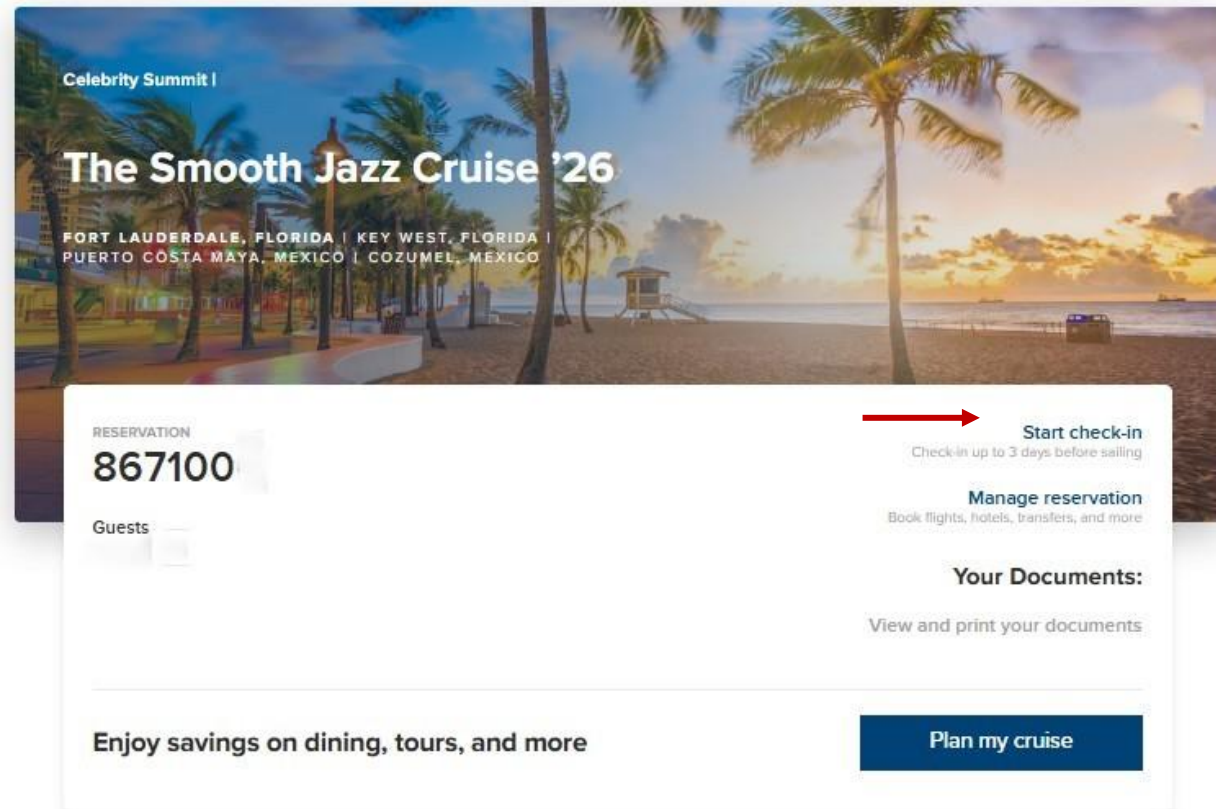 Celebrity Summit |
The Smooth Jazz Cruise ’26
FORT LAUDERDALE, FLORIDA | KEY WEST, FLORIDA |
PUERTO COSTA MAYA, MEXICO | COZUMEL, MEXICO
RESERVATION
867100
Guests
Start check-in
Check-in up to 3 days before sailing
Manage reservation
Book flights, hotels, transfers, and more
Your Documents:
View and print your documents
Enjoy savings on dining, tours, and more
Plan my cruise